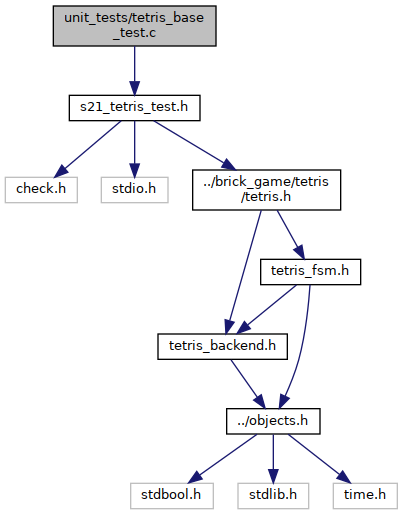 unit_tests/tetris_base
_test.c
s21_tetris_test.h
check.h
stdio.h
../brick_game/tetris
/tetris.h
tetris_fsm.h
tetris_backend.h
../objects.h
stdbool.h
stdlib.h
time.h